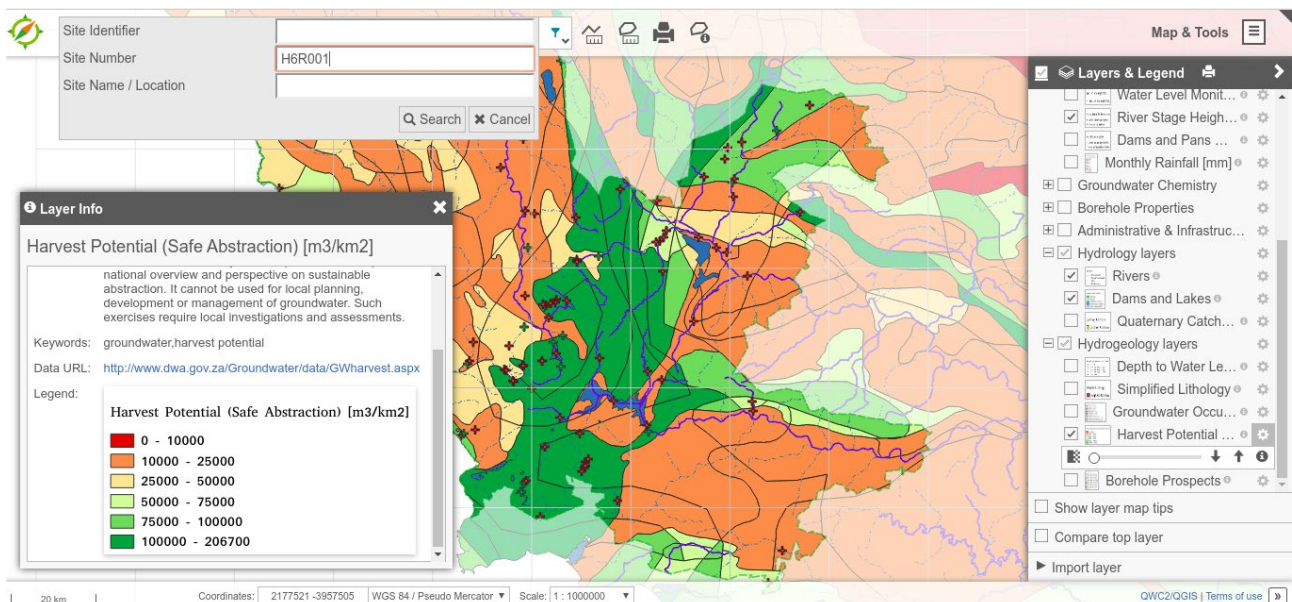 Site Identifier
Site Number H6R001
Site Name / Location
Search Cancel
Map & Tools
Layers & Legend
Water Level Monit...
River Stage Heigh...
Dams and Pans ...
Monthly Rainfall [mm]
Groundwater Chemistry
Borehole Properties
Administrative & Infrastruc...
Hydrology layers
Rivers
Dams and Lakes
Quaternary Catch...
Hydrogeology layers
Depth to Water Le...
Simplified Lithology
Groundwater Occu...
Harvest Potential ...
Borehole Prospects
Show layer map tips
Compare top layer
Import layer
Layer Info
Harvest Potential (Safe Abstraction) [m3/km2]
national overview and perspective on sustainable
abstraction. It cannot be used for local planning,
development or management of groundwater. Such
exercises require local investigations and assessments.
Keywords: groundwater,harvest potential
Data URL: http://www.dwa.gov.za/Groundwater/data/GWharvest.aspx
Legend:
Harvest Potential (Safe Abstraction) [m3/km2]
0 - 10000
10000 - 25000
25000 - 50000
50000 - 75000
75000 - 100000
100000 - 206700
20 km
Coordinates: 2177521 -3957505 WGS 84 / Pseudo Mercator Scale: 1 : 1000000
QWC2/QGIS | Terms of use